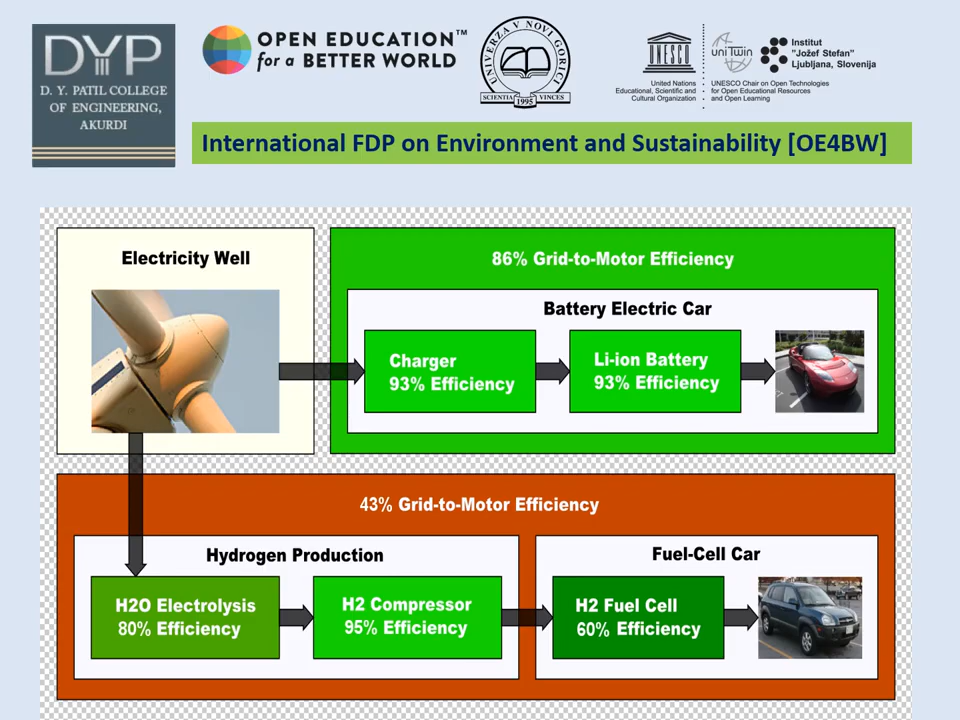 DYP
D. Y. PATIL COLLEGE
OF ENGINEERING,
AKURDI
OPEN EDUCATION™
for a BETTER WORLD
UNIVERZA V NOVI GORICI
SCIENTIA VINCES
1995
UNESCO
United Nations
Educational, Scientific and
Cultural Organization
uniTwin
Institut
"Jožef Stefan"
Ljubljana, Slovenija
UNESCO Chair on Open Technologies
for Open Educational Resources
and Open Learning
International FDP on Environment and Sustainability [OE4BW]
Electricity Well
86% Grid-to-Motor Efficiency
Battery Electric Car
Charger
93% Efficiency
Li-ion Battery
93% Efficiency
43% Grid-to-Motor Efficiency
Hydrogen Production
Fuel-Cell Car
H2O Electrolysis
80% Efficiency
H2 Compressor
95% Efficiency
H2 Fuel Cell
60% Efficiency